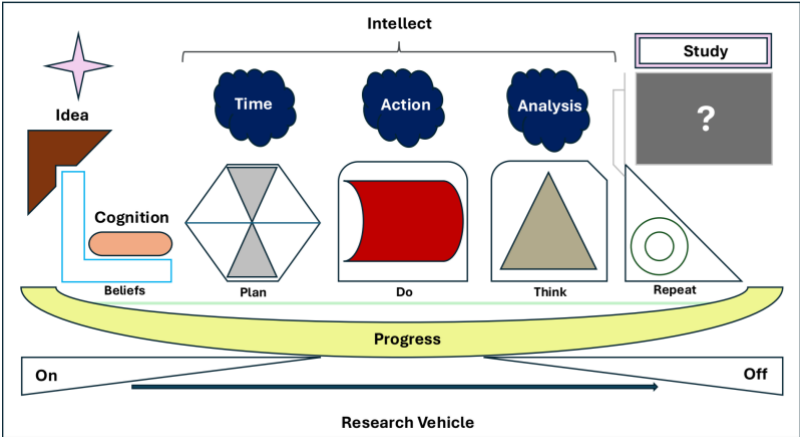 Intellect
Study
Time
Action
Analysis
?
Idea
Cognition
Beliefs
Plan
Do
Think
Repeat
Progress
On
Off
Research Vehicle